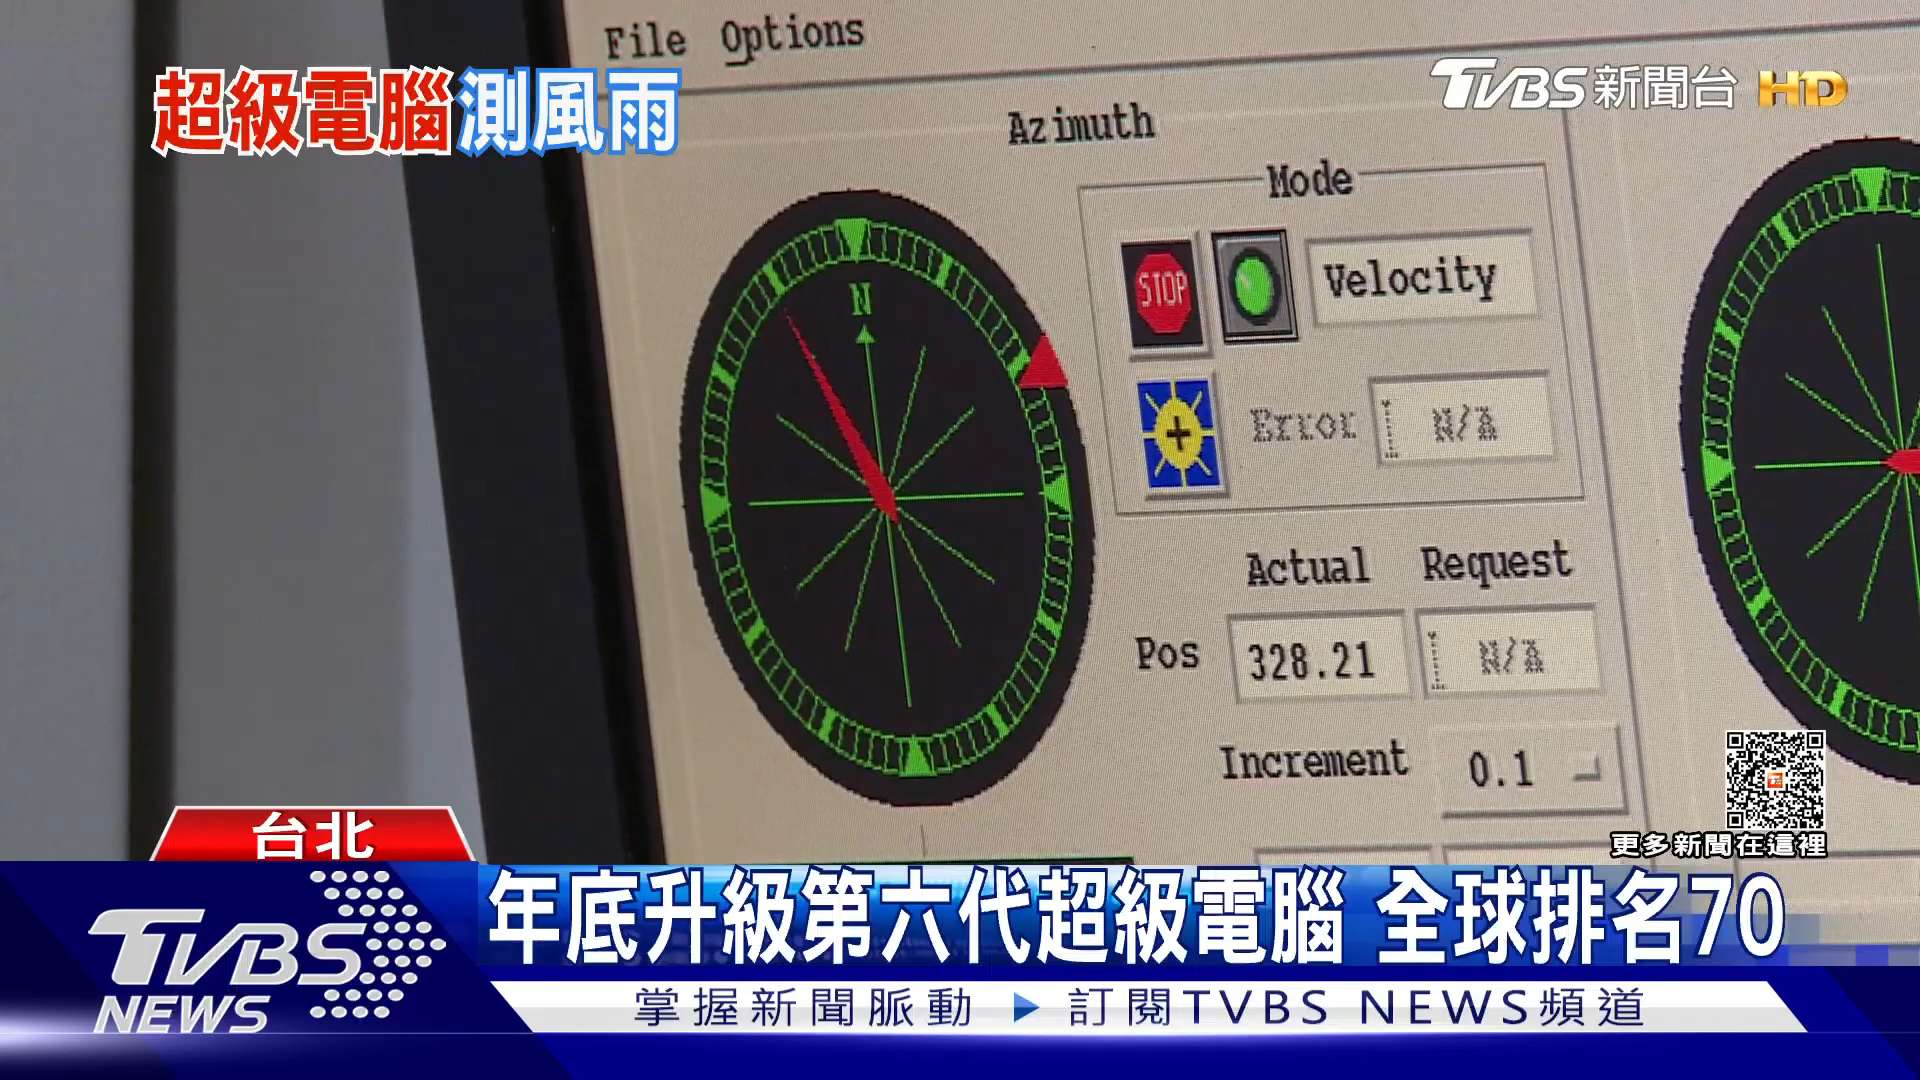 File Options
超級電腦測風雨
TVBS新聞台 HD
Azimuth
Mode
STOP
Velocity
N
Error N/A
Actual Request
Pos 328.21 N/A
Increment 0.1
更多新聞在這裡
台北
年底升級第六代超級電腦 全球排名70
TVBS NEWS
掌握新聞脈動 ▶ 訂閱TVBS NEWS頻道